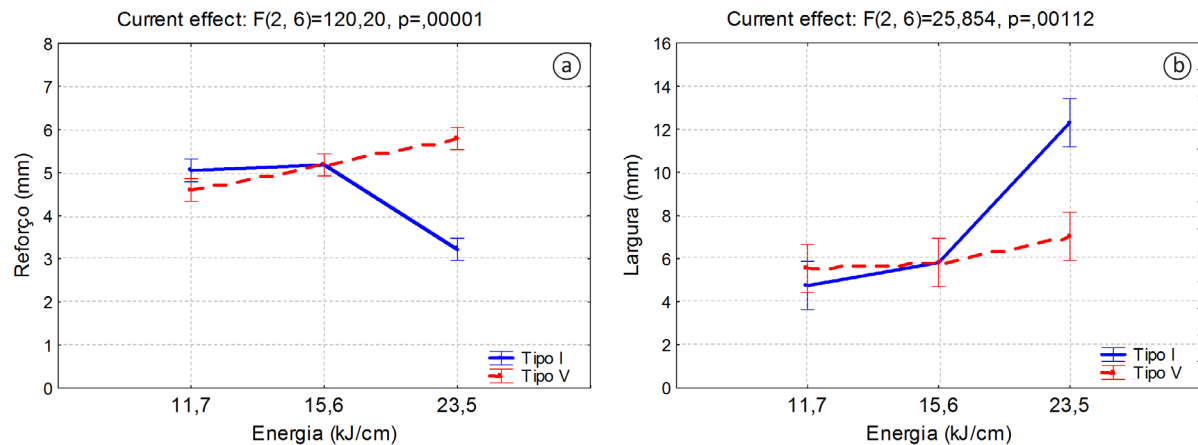 Current effect: F(2, 6)=120,20, p=,00001
a
8
7
6
5
4
3
2
1
0
Reforço (mm)
11,7 15,6 23,5
Energia (kJ/cm)
Tipo I
Tipo V
Current effect: F(2, 6)=25,854, p=,00112
b
16
14
12
10
8
6
4
2
0
Largura (mm)
11,7 15,6 23,5
Energia (kJ/cm)
Tipo I
Tipo V